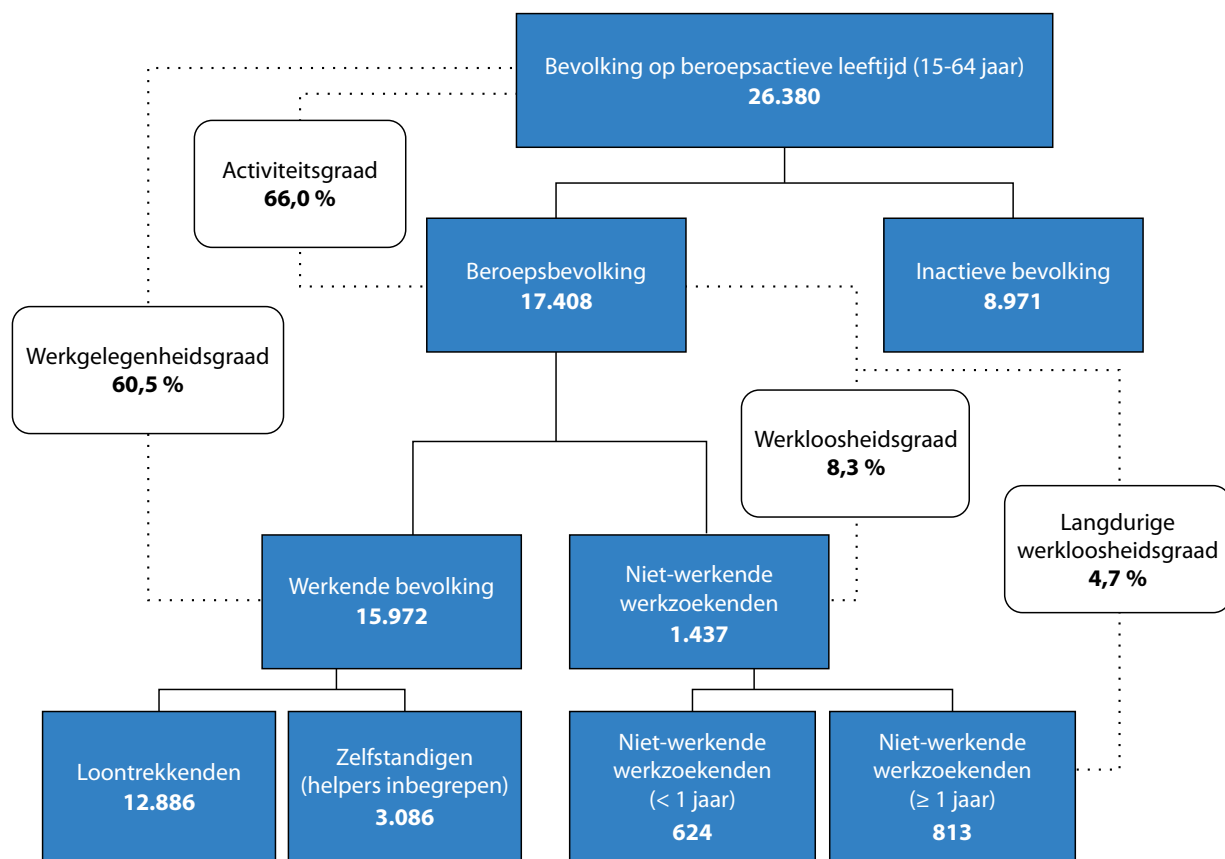 Bevolking op beroepsactieve leeftijd (15-64 jaar)
26.380
Activiteitsgraad
66,0 %
Beroepsbevolking
17.408
Inactieve bevolking
8.971
Werkgelegenheidsgraad
60,5 %
Werkloosheidsgraad
8,3 %
Langdurige
werkloosheidsgraad
4,7 %
Werkende bevolking
15.972
Niet-werkende
werkzoekenden
1.437
Loontrekkenden
12.886
Zelfstandigen
(helpers inbegrepen)
3.086
Niet-werkende
werkzoekenden
(< 1 jaar)
624
Niet-werkende
werkzoekenden
(≥ 1 jaar)
813